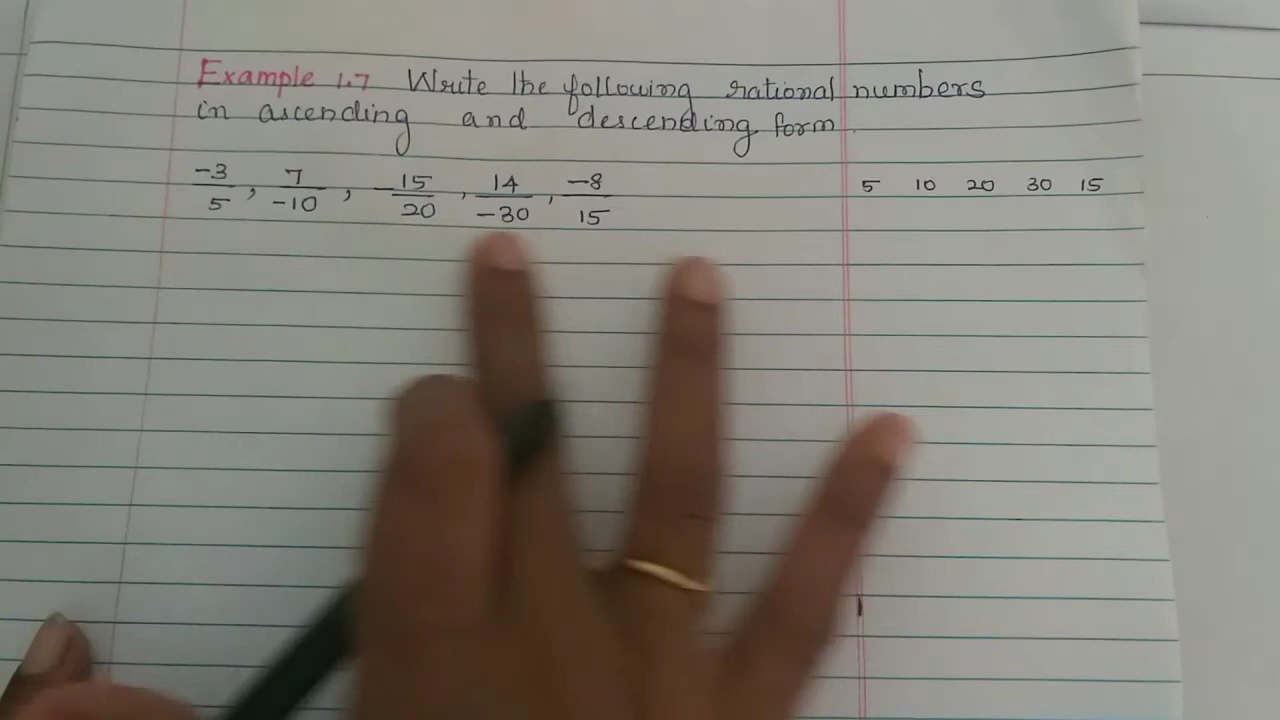 Example 1.7 Write the following rational numbers
in ascending and descending form.
-3/5, 7/-10, -15/20, 14/-30, -8/15 5 10 20 30 15